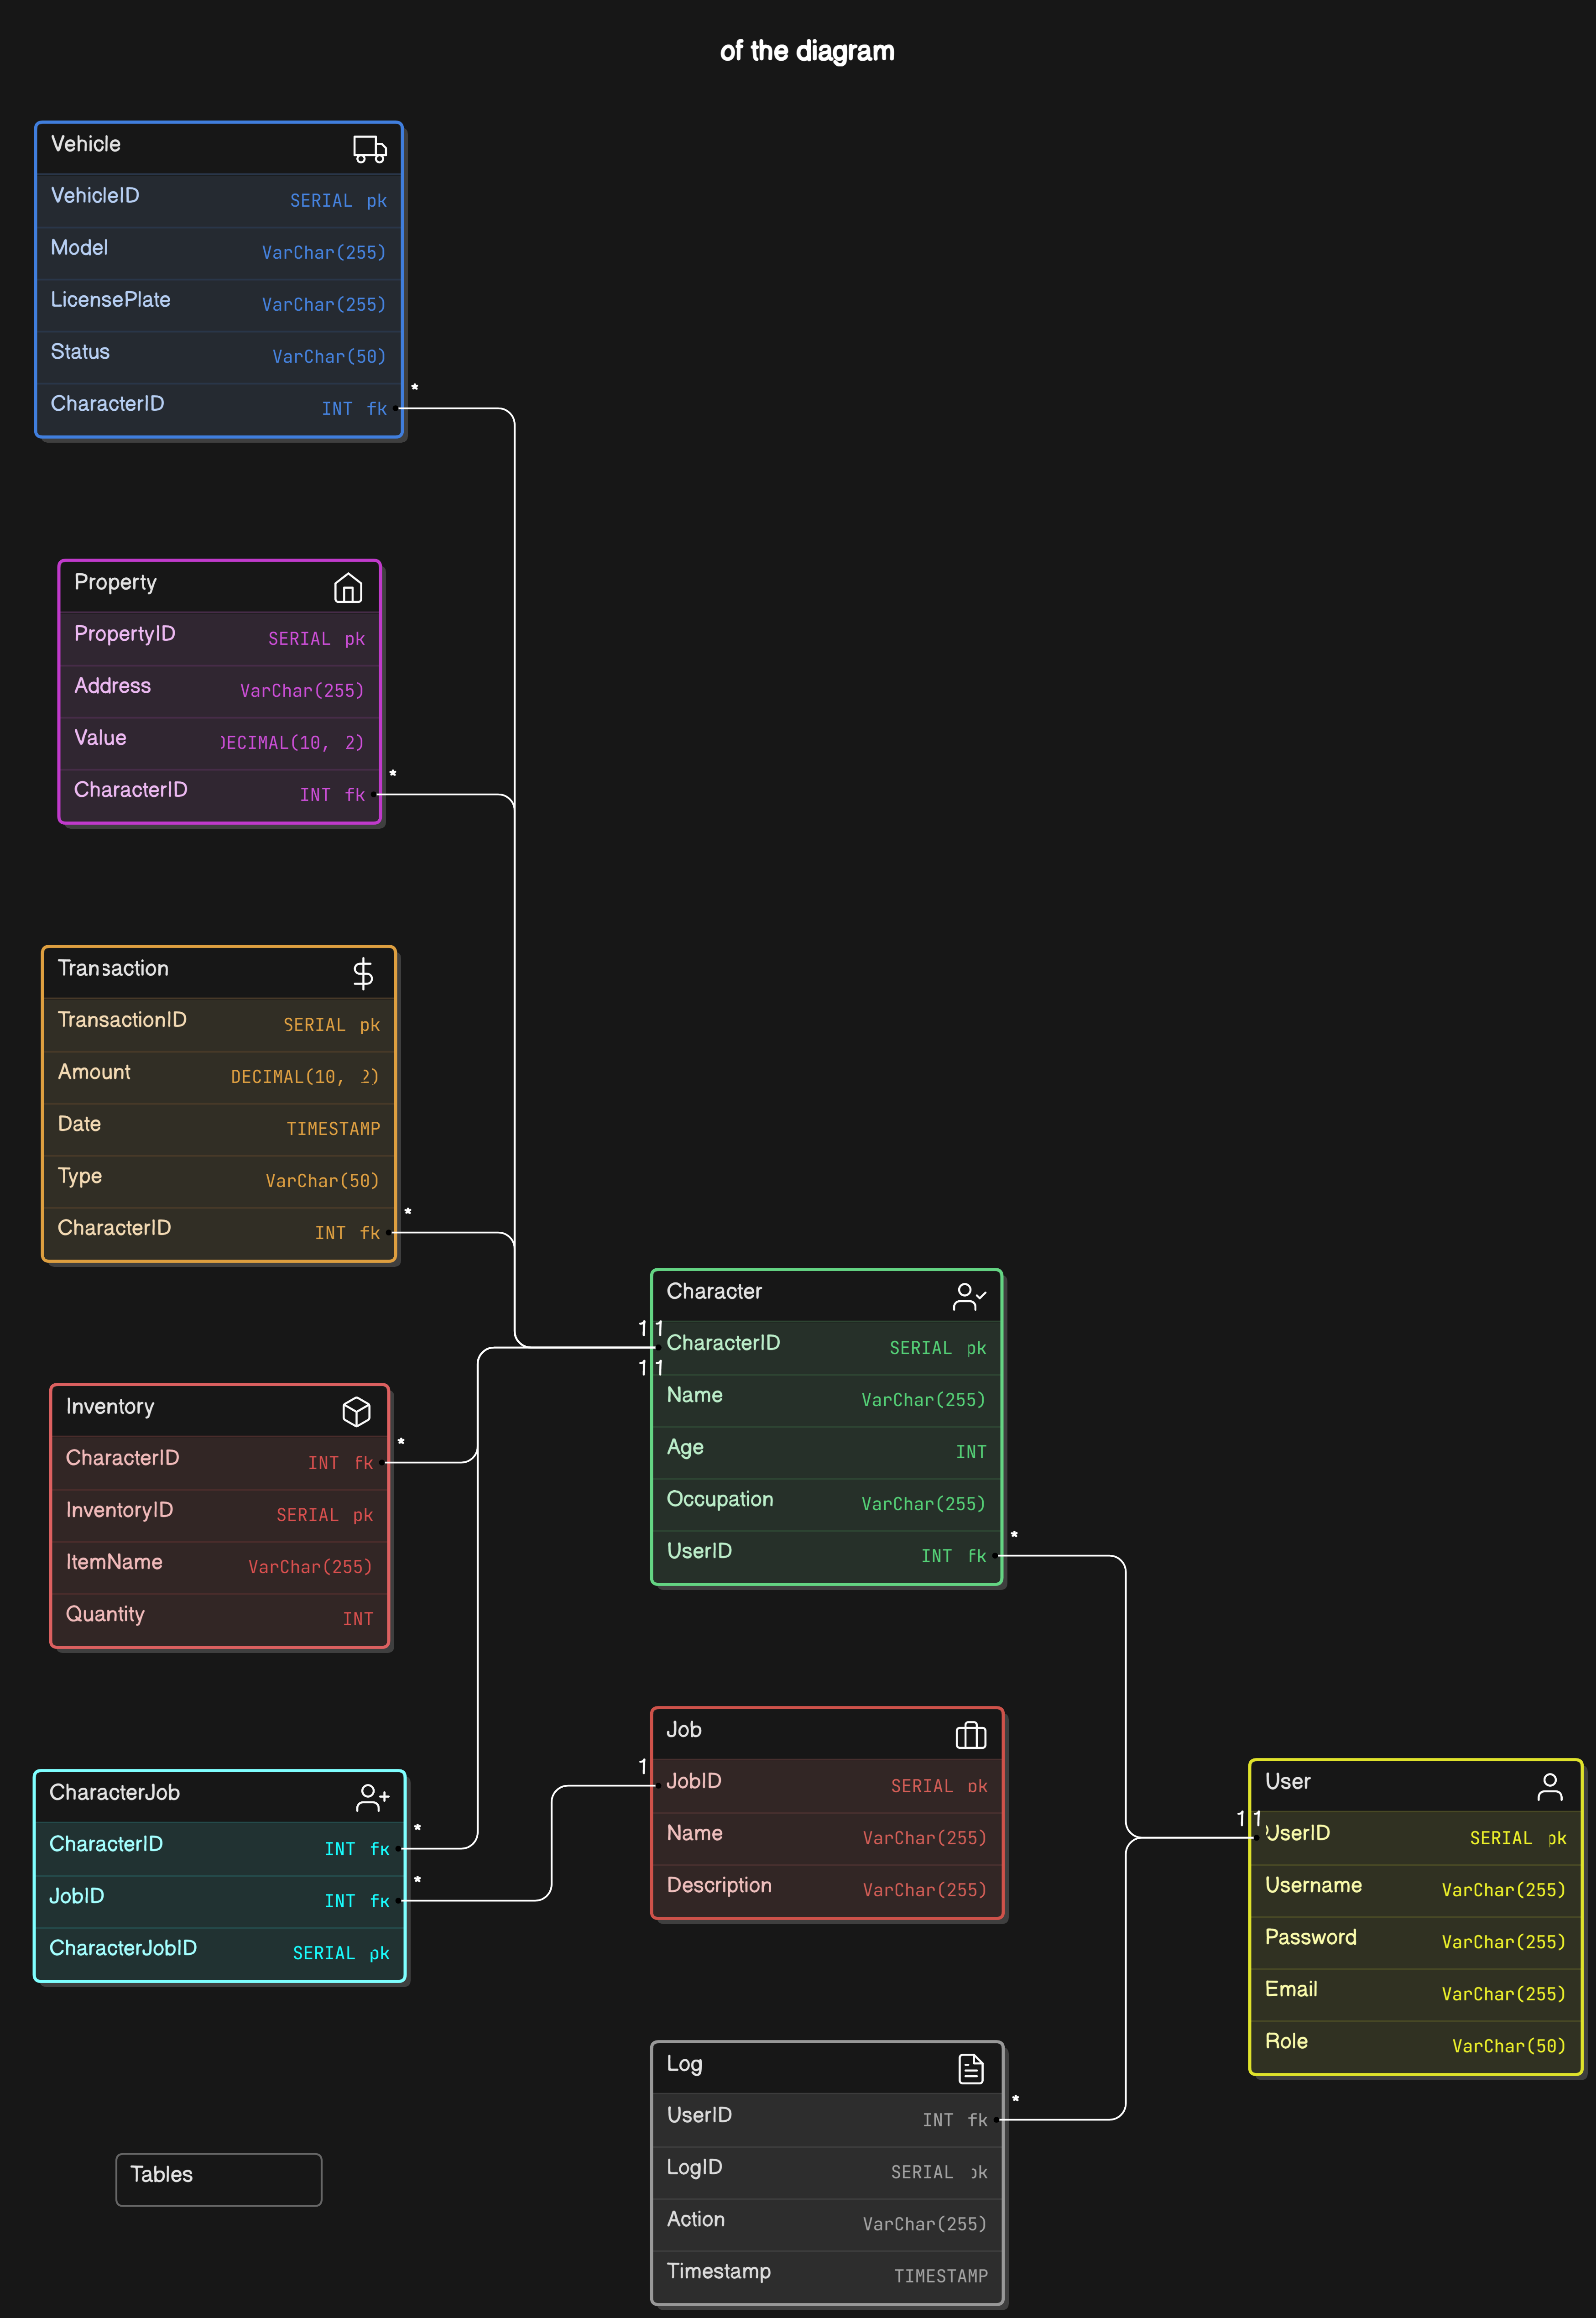 of the diagram
Vehicle
VehicleID SERIAL pk
Model VarChar(255)
LicensePlate VarChar(255)
Status VarChar(50)
CharacterID INT fk *
Property
PropertyID SERIAL pk
Address VarChar(255)
Value DECIMAL(10, 2)
CharacterID INT fk *
Transaction
TransactionID SERIAL pk
Amount DECIMAL(10, 2)
Date TIMESTAMP
Type VarChar(50)
CharacterID INT fk *
Inventory
CharacterID INT fk *
InventoryID SERIAL pk
ItemName VarChar(255)
Quantity INT
CharacterJob
CharacterID INT fk *
JobID INT fk *
CharacterJobID SERIAL pk
Tables
Character
1 1
CharacterID SERIAL pk
1 1
Name VarChar(255)
Age INT
Occupation VarChar(255)
UserID INT fk *
Job
1
JobID SERIAL pk
Name VarChar(255)
Description VarChar(255)
Log
UserID INT fk *
LogID SERIAL pk
Action VarChar(255)
Timestamp TIMESTAMP
User
1 1
UserID SERIAL pk
Username VarChar(255)
Password VarChar(255)
Email VarChar(255)
Role VarChar(50)